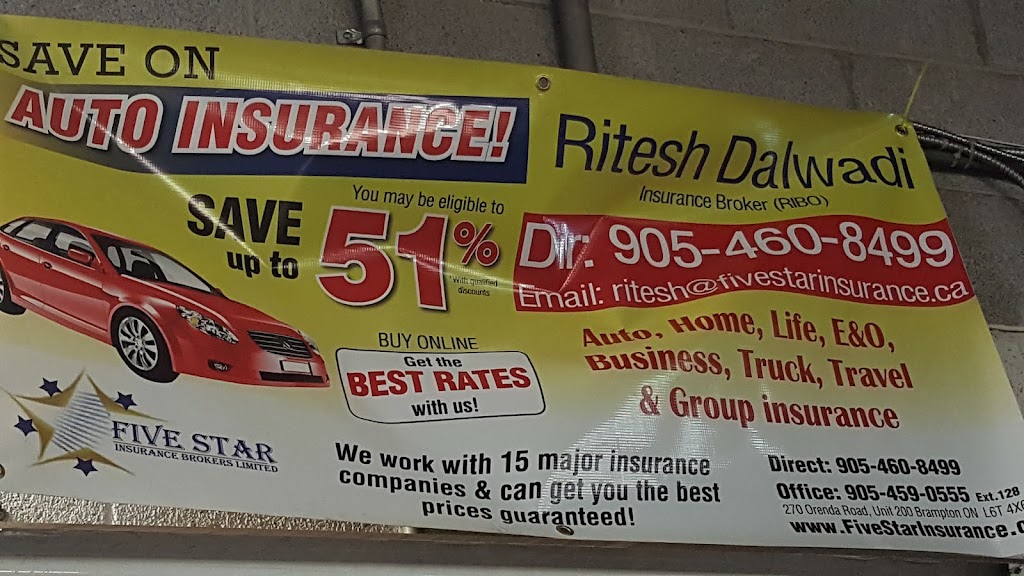 SAVE ON
AUTO INSURANCE!
You may be eligible to
SAVE
up to
51%
*With qualified
discounts
BUY ONLINE
Get the
BEST RATES
with us!
FIVE STAR
INSURANCE BROKERS LIMITED
We work with 15 major insurance
companies & can get you the best
prices guaranteed!
Ritesh Dalwadi
Insurance Broker (RIBO)
Dir: 905-460-8499
Email: ritesh@fivestarinsurance.ca
Auto, Home, Life, E&O,
Business, Truck, Travel
& Group insurance
Direct: 905-460-8499
Office: 905-459-0555 Ext.128
270 Orenda Road, Unit 200 Brampton ON L6T
www.FiveStarInsurance.